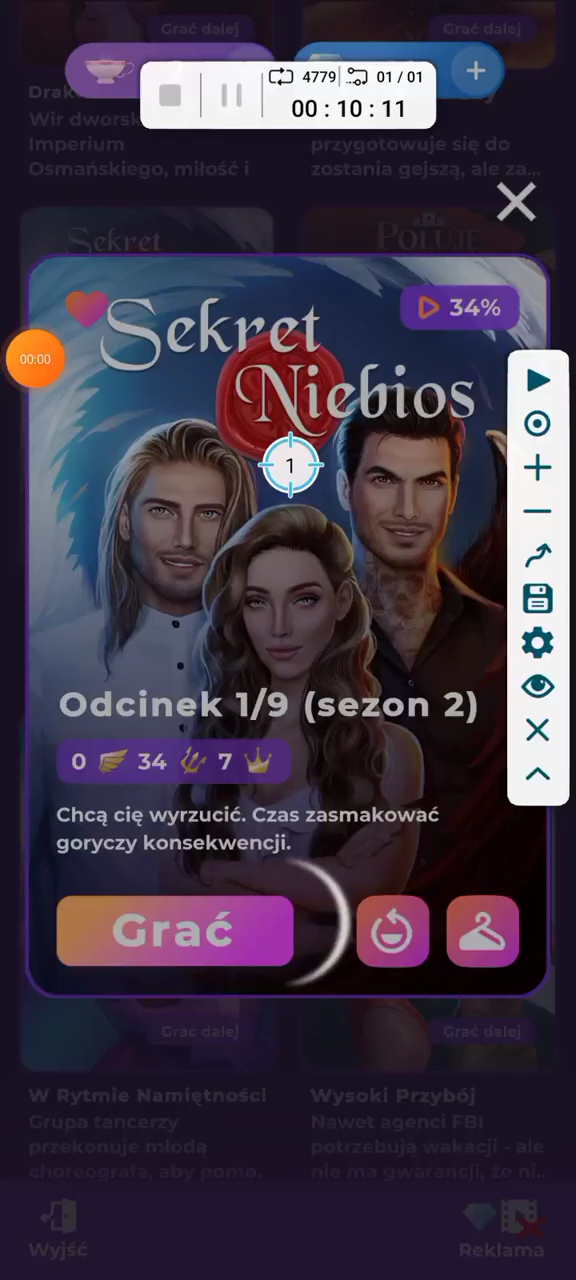 Grać dalej
Grać dalej
4779
01 / 01
00 : 10 : 11
Wir dworsk
Imperium
Osmańskiego, miłość i
przygotowuje się do
zostania gejszą, ale za...
Sekret
POLUJE
34%
Sekret
Niebios
00:00
1
Odcinek 1/9 (sezon 2)
0 34 7
Chcą cię wyrzucić. Czas zasmakować
goryczy konsekwencji.
Grać
Grać dalej
Grać dalej
W Rytmie Namiętności
Grupa tancerzy
przekonuje młodą
choreografa, aby pomo.
Wysoki Przybój
Nawet agenci FBI
potrzebują wakacji - ale
nie ma gwarancji, że ni..
Wyjść
Reklama